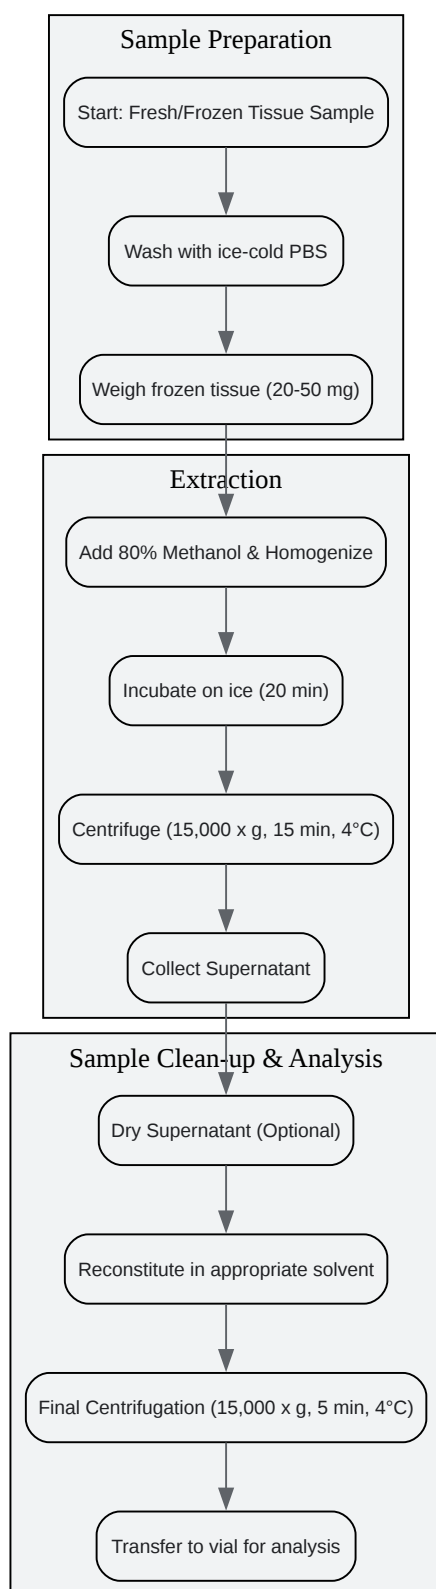 Sample Preparation
Start: Fresh/Frozen Tissue Sample
Wash with ice-cold PBS
Weigh frozen tissue (20-50 mg)
Extraction
Add 80% Methanol & Homogenize
Incubate on ice (20 min)
Centrifuge (15,000 x g, 15 min, 4°C)
Collect Supernatant
Sample Clean-up & Analysis
Dry Supernatant (Optional)
Reconstitute in appropriate solvent
Final Centrifugation (15,000 x g, 5 min, 4°C)
Transfer to vial for analysis